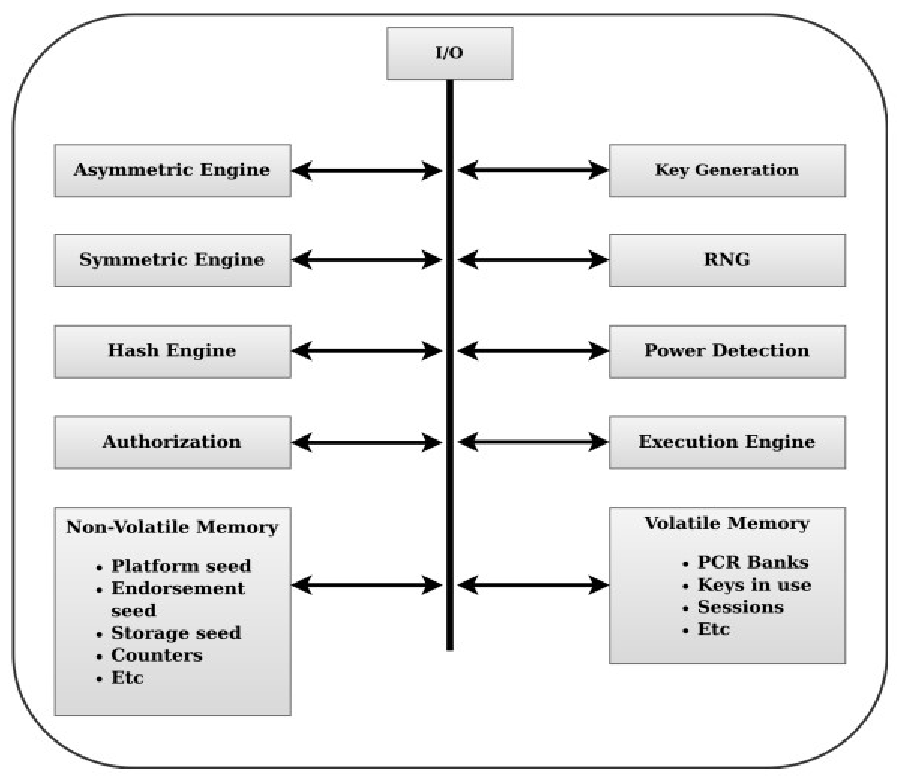 I/O
Asymmetric Engine
Key Generation
Symmetric Engine
RNG
Hash Engine
Power Detection
Authorization
Execution Engine
Non-Volatile Memory
• Platform seed
• Endorsement
seed
• Storage seed
• Counters
• Etc
Volatile Memory
• PCR Banks
• Keys in use
• Sessions
• Etc